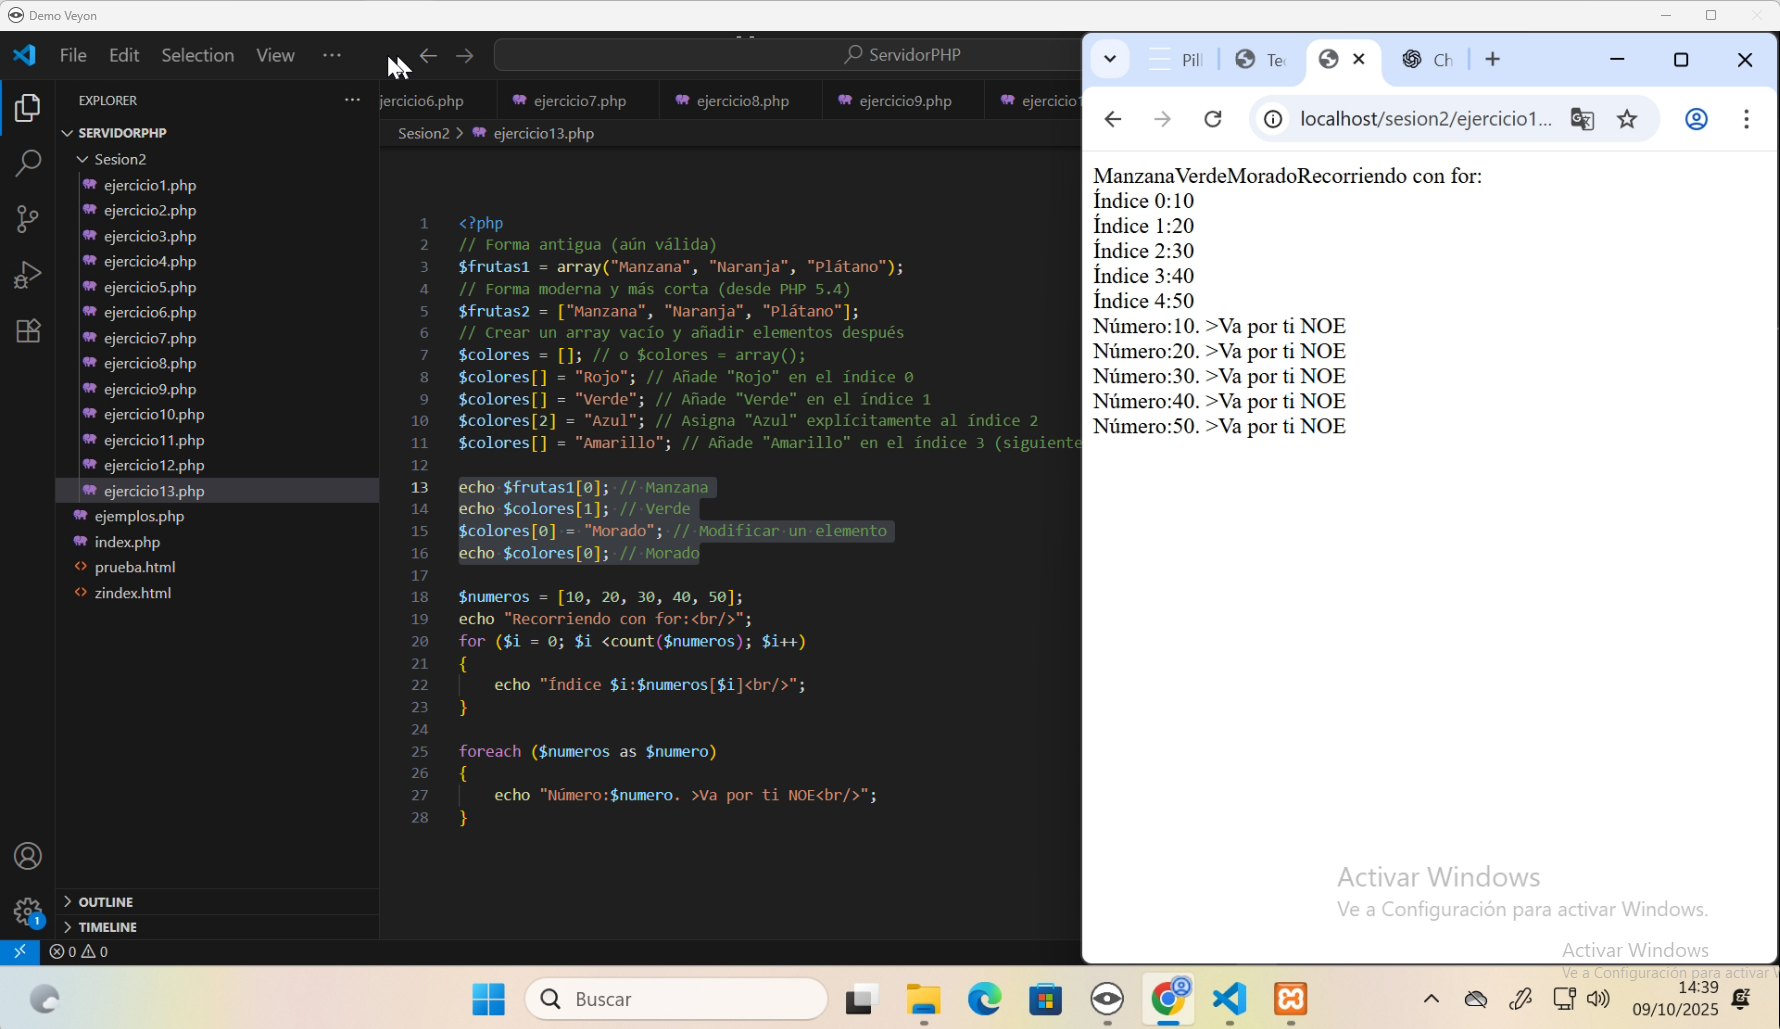 Demo Veyon
File Edit Selection View ···
ServidorPHP
EXPLORER
SERVIDORPHP
Sesion2
ejercicio1.php
ejercicio2.php
ejercicio3.php
ejercicio4.php
ejercicio5.php
ejercicio6.php
ejercicio7.php
ejercicio8.php
ejercicio9.php
ejercicio10.php
ejercicio11.php
ejercicio12.php
ejercicio13.php
ejemplos.php
index.php
prueba.html
zindex.html
OUTLINE
TIMELINE
1
0 0
jercicio6.php ejercicio7.php ejercicio8.php ejercicio9.php ejercicio1
Sesion2 > ejercicio13.php
1 <?php
2 // Forma antigua (aún válida)
3 $frutas1 = array("Manzana", "Naranja", "Plátano");
4 // Forma moderna y más corta (desde PHP 5.4)
5 $frutas2 = ["Manzana", "Naranja", "Plátano"];
6 // Crear un array vacío y añadir elementos después
7 $colores = []; // o $colores = array();
8 $colores[] = "Rojo"; // Añade "Rojo" en el índice 0
9 $colores[] = "Verde"; // Añade "Verde" en el índice 1
10 $colores[2] = "Azul"; // Asigna "Azul" explícitamente al índice 2
11 $colores[] = "Amarillo"; // Añade "Amarillo" en el índice 3 (siguiente
12
13 echo $frutas1[0]; // Manzana
14 echo $colores[1]; // Verde
15 $colores[0] = "Morado"; // Modificar un elemento
16 echo $colores[0]; // Morado
17
18 $numeros = [10, 20, 30, 40, 50];
19 echo "Recorriendo con for:<br/>";
20 for ($i = 0; $i <count($numeros); $i++)
21 {
22 echo "Índice $i:$numeros[$i]<br/>";
23 }
24
25 foreach ($numeros as $numero)
26 {
27 echo "Número:$numero. >Va por ti NOE<br/>";
28 }
Pil Te Ch
localhost/sesion2/ejercicio1...
ManzanaVerdeMoradoRecorriendo con for:
Índice 0:10
Índice 1:20
Índice 2:30
Índice 3:40
Índice 4:50
Número:10. >Va por ti NOE
Número:20. >Va por ti NOE
Número:30. >Va por ti NOE
Número:40. >Va por ti NOE
Número:50. >Va por ti NOE
Activar Windows
Ve a Configuración para activar Windows.
Activar Windows
Ve a Configuración para activar
Buscar
14:39
09/10/2025